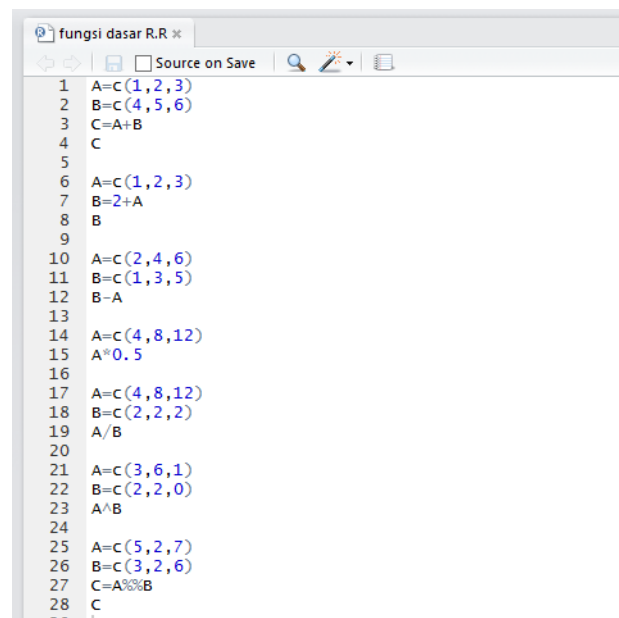 fungsi dasar R.R
Source on Save
1 A=c(1,2,3)
2 B=c(4,5,6)
3 C=A+B
4 C
5
6 A=c(1,2,3)
7 B=2+A
8 B
9
10 A=c(2,4,6)
11 B=c(1,3,5)
12 B-A
13
14 A=c(4,8,12)
15 A*0.5
16
17 A=c(4,8,12)
18 B=c(2,2,2)
19 A/B
20
21 A=c(3,6,1)
22 B=c(2,2,0)
23 A^B
24
25 A=c(5,2,7)
26 B=c(3,2,6)
27 C=A%%B
28 C